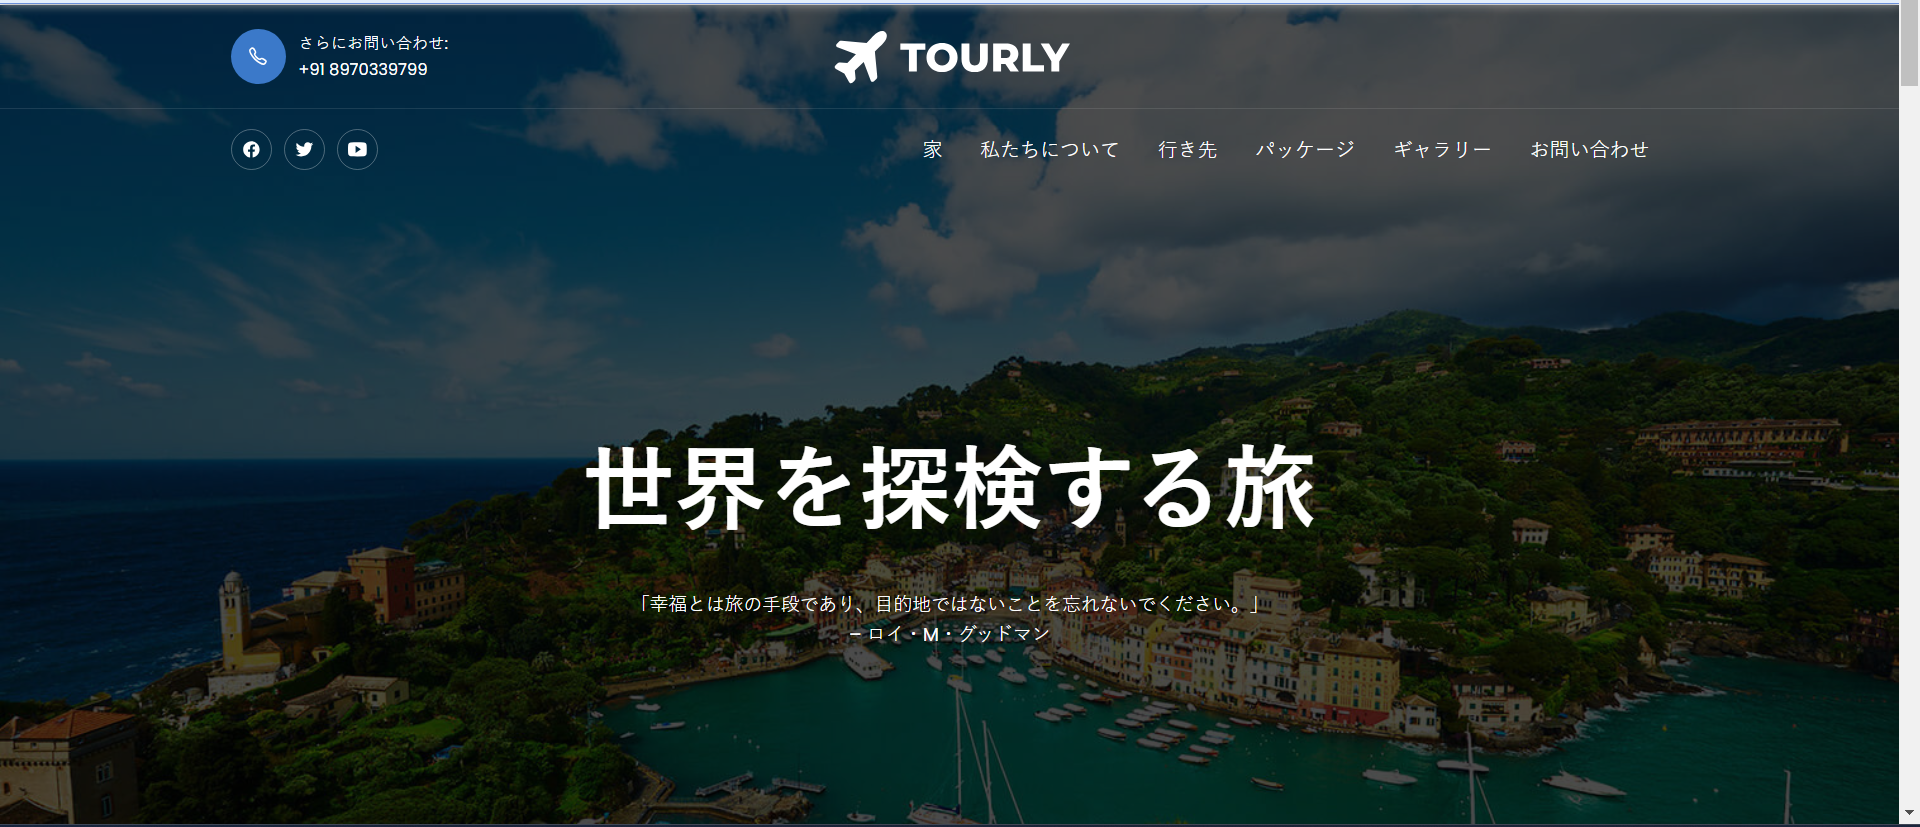 さらにお問い合わせ:
+91 8970339799
TOURLY
家 私たちについて 行き先 パッケージ ギャラリー お問い合わせ
世界を探検する旅
「幸福とは旅の手段であり、目的地ではないことを忘れないでください。」
– ロイ・M・グッドマン